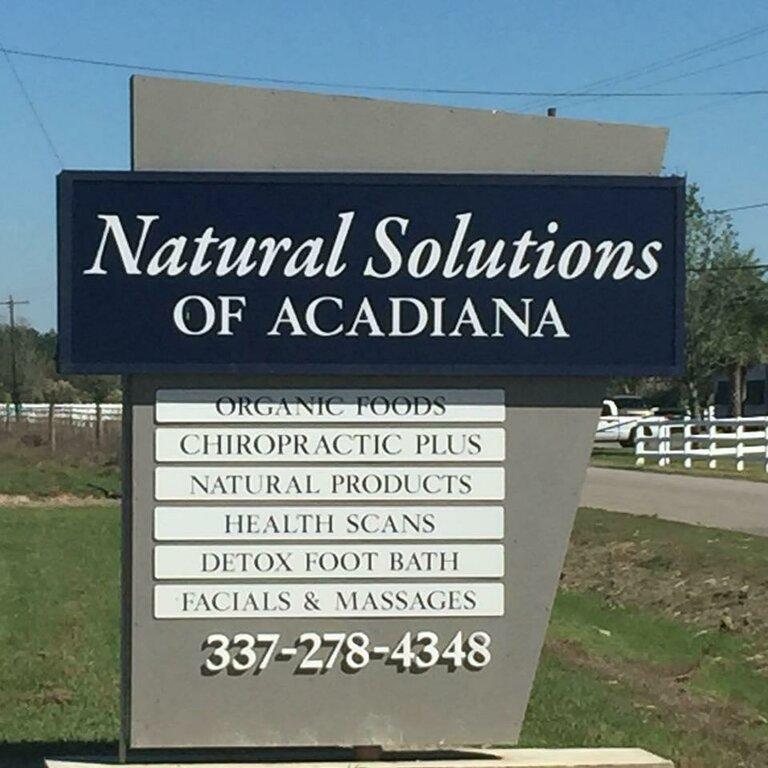 Natural Solutions
OF ACADIANA
ORGANIC FOODS
CHIROPRACTIC PLUS
NATURAL PRODUCTS
HEALTH SCANS
DETOX FOOT BATH
FACIALS & MASSAGES
337-278-4348